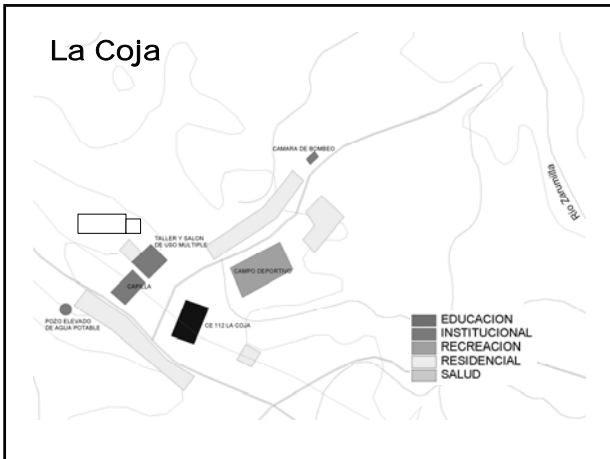 La Coja
CAMARA DE BOMBEO
Río Zarumilla
TALLER Y SALON
DE USO MULTIPLE
CAMPO DEPORTIVO
CAPILLA
POZO ELEVADO
DE AGUA POTABLE
CE 112 LA COJA
EDUCACION
INSTITUCIONAL
RECREACION
RESIDENCIAL
SALUD